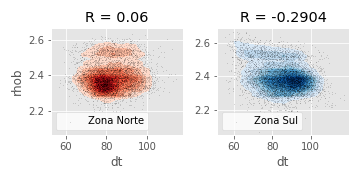 R = 0.06
R = -0.2904
rhob
2.6
2.4
2.2
60
80
100
dt
Zona Norte
2.6
2.4
2.2
60
80
100
dt
Zona Sul